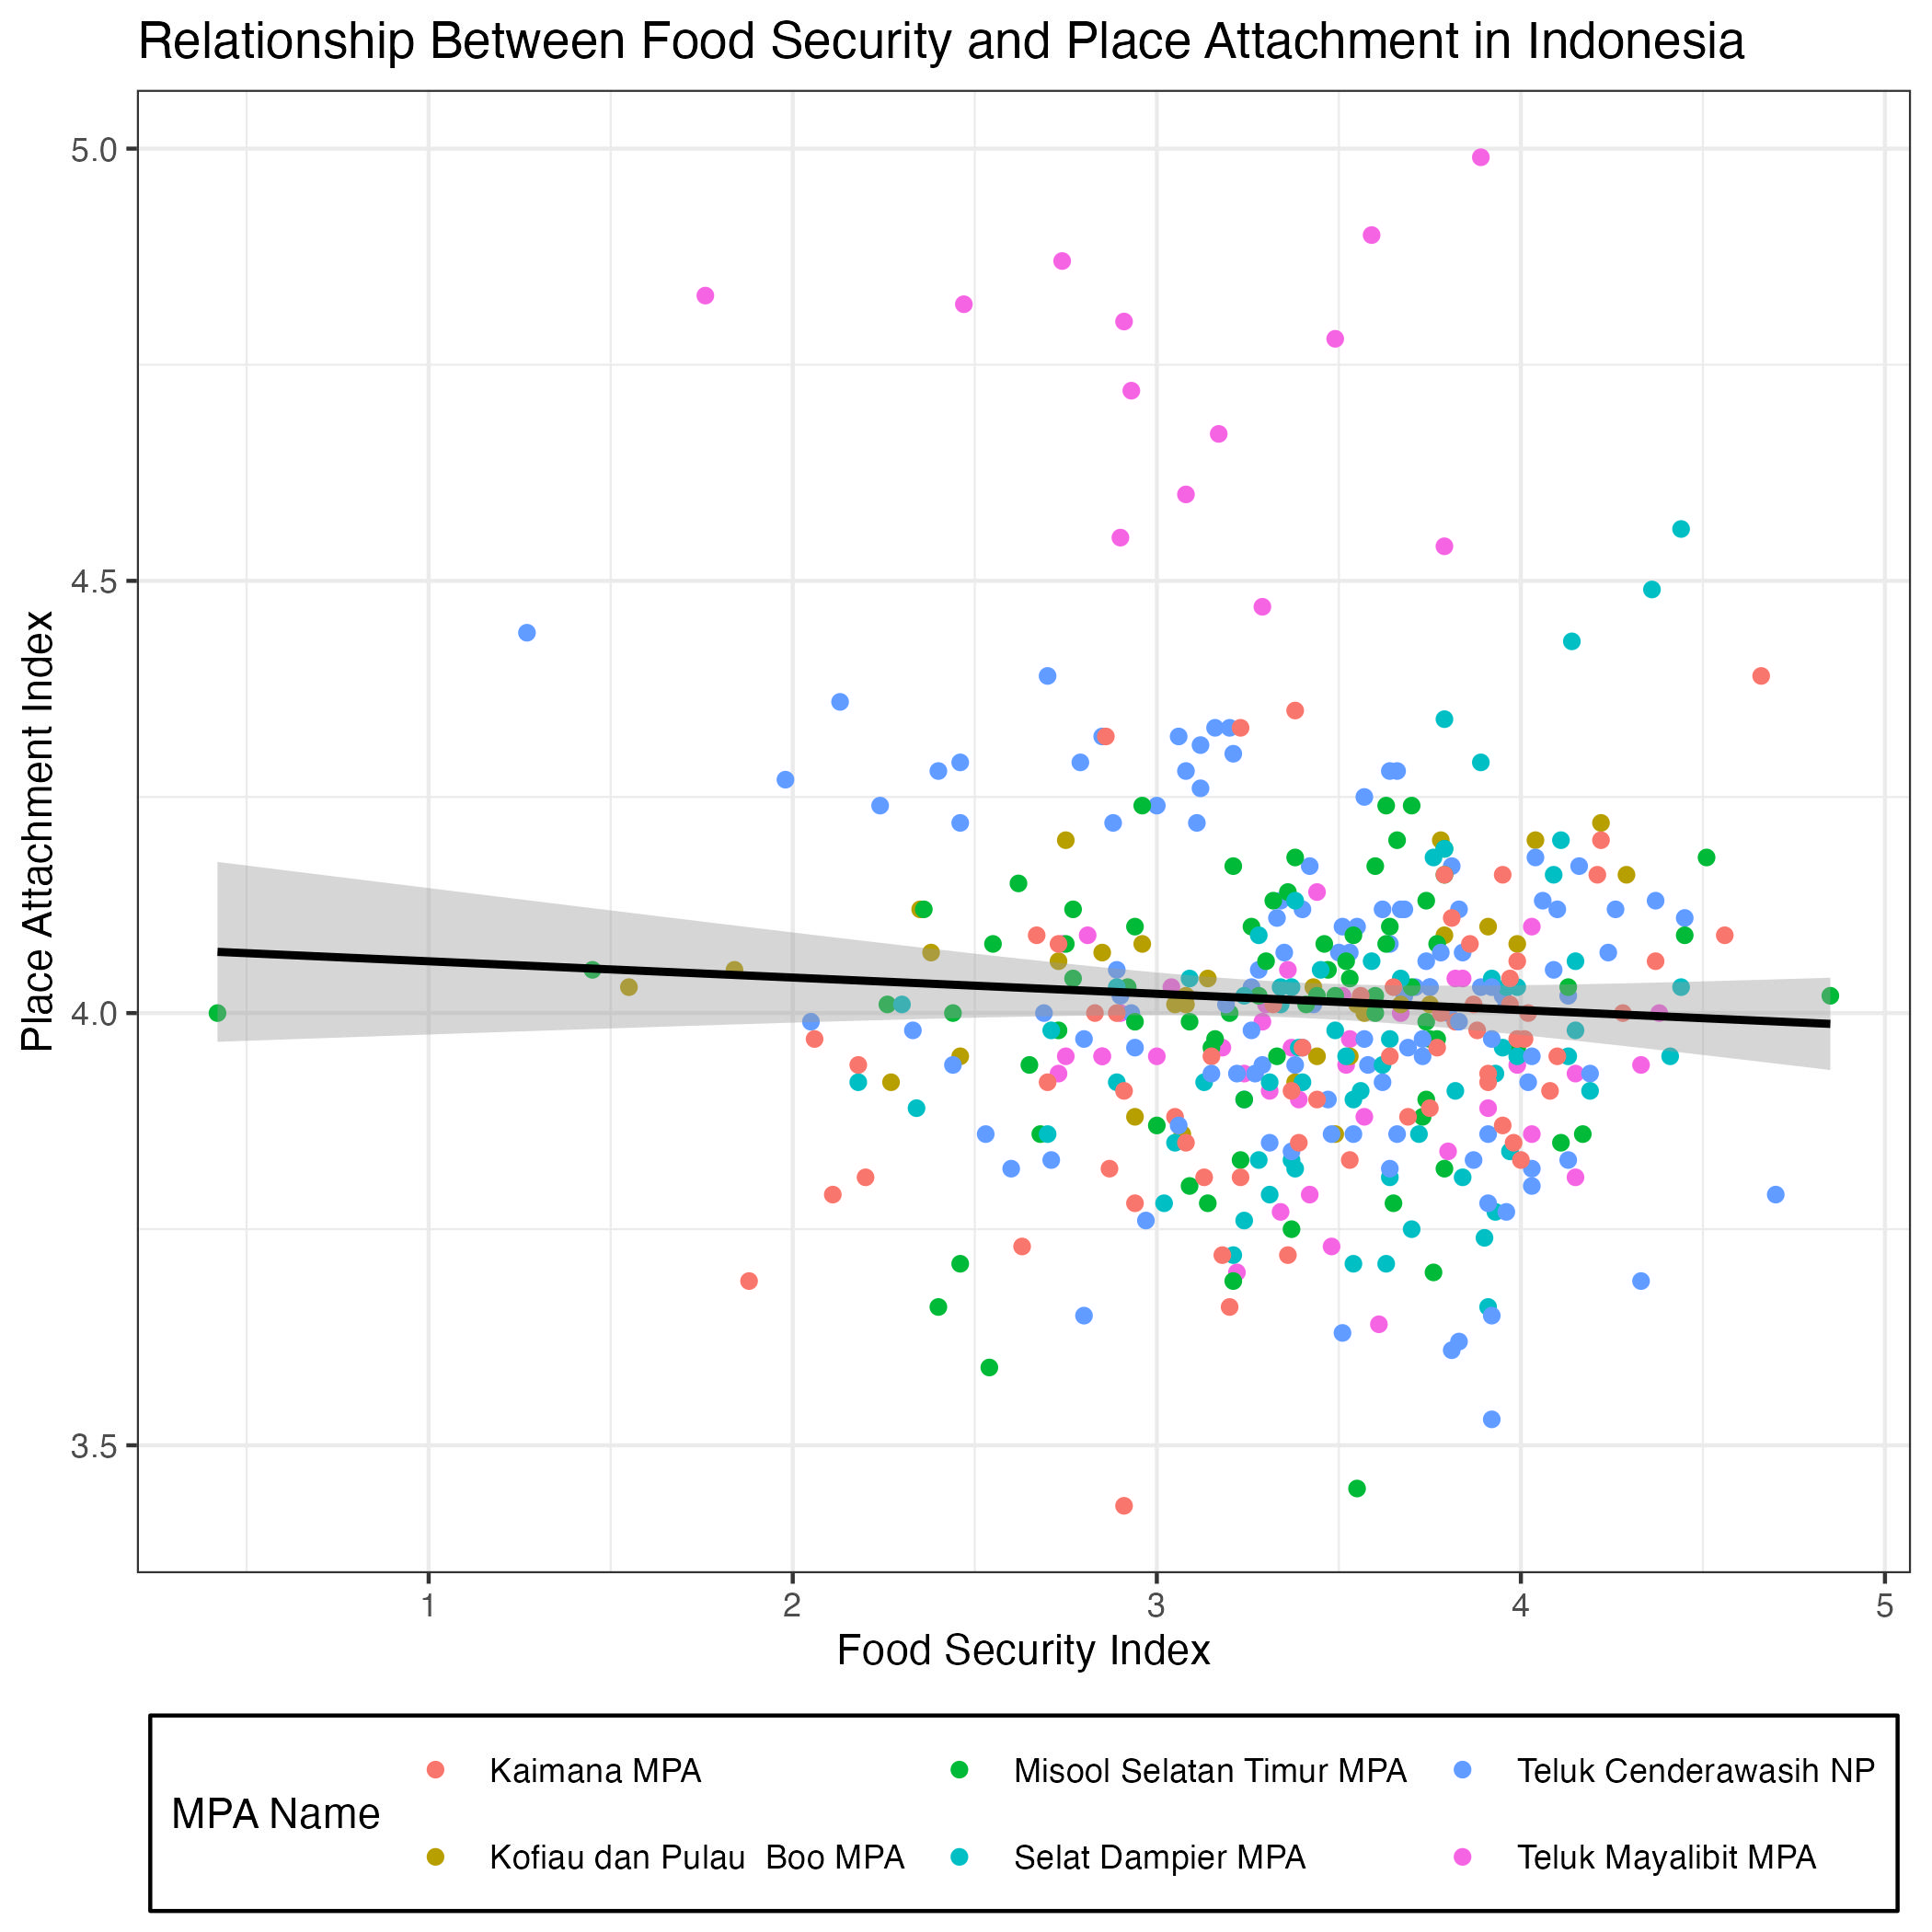 Relationship Between Food Security and Place Attachment in Indonesia
Place Attachment Index
5.0
4.5
4.0
3.5
1 2 3 4 5
Food Security Index
MPA Name
Kaimana MPA
Misool Selatan Timur MPA
Teluk Cenderawasih NP
Kofiau dan Pulau  Boo MPA
Selat Dampier MPA
Teluk Mayalibit MPA